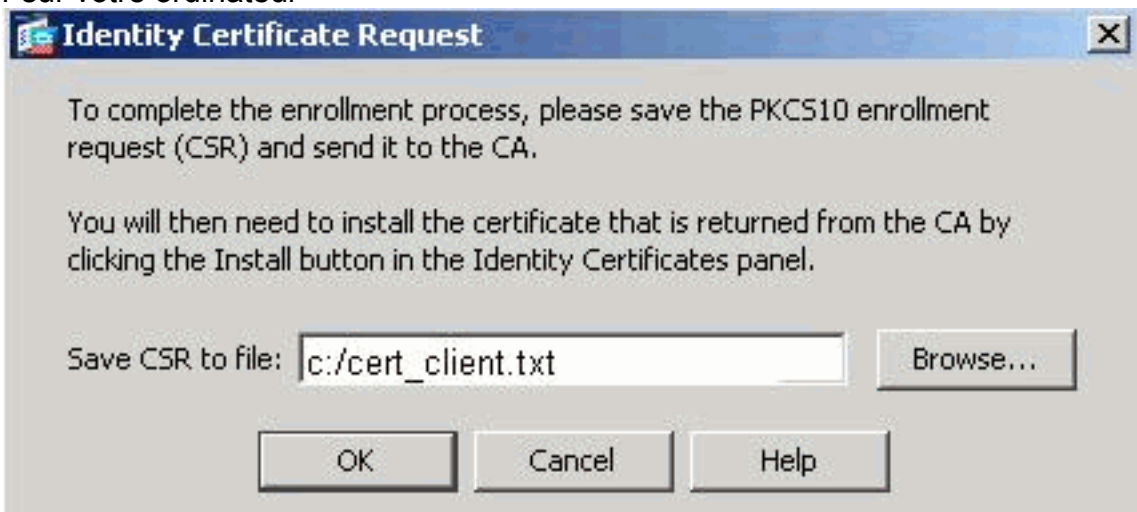 votre ordinateur
Identity Certificate Request
To complete the enrollment process, please save the PKCS10 enrollment
request (CSR) and send it to the CA.
You will then need to install the certificate that is returned from the CA by
clicking the Install button in the Identity Certificates panel.
Save CSR to file: c:/cert_client.txt Browse...
OK Cancel Help